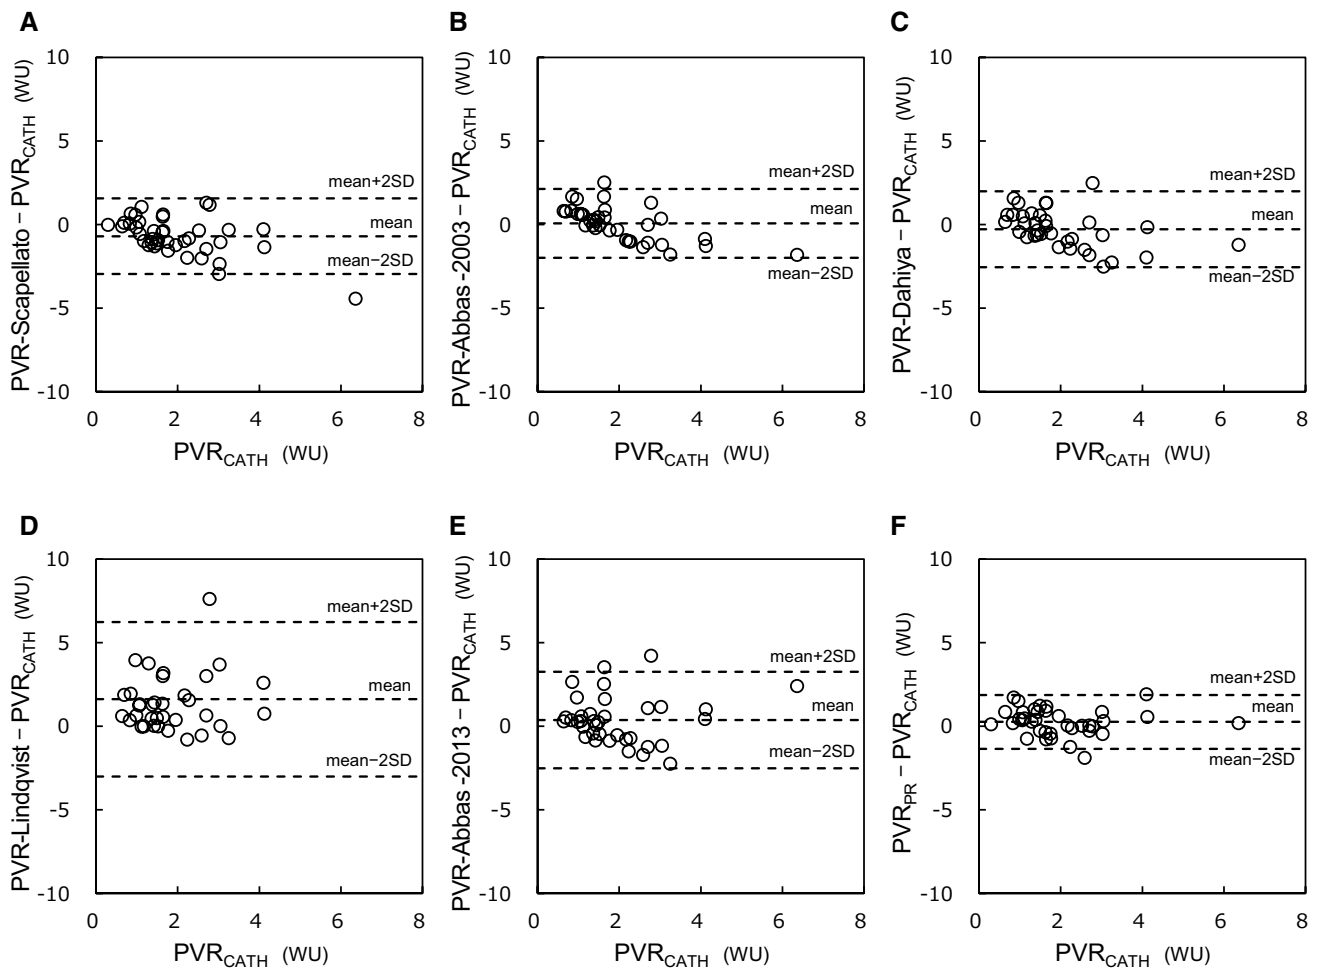 A
PVR-Scapellato – PVRCATH (WU)
10
5
0
-5
-10
mean+2SD
mean
mean−2SD
0 2 4 6 8
PVRCATH (WU)
B
PVR-Abbas -2003 – PVRCATH (WU)
10
5
0
-5
-10
mean+2SD
mean
mean−2SD
0 2 4 6 8
PVRCATH (WU)
C
PVR-Dahiya – PVRCATH (WU)
10
5
0
-5
-10
mean+2SD
mean
mean−2SD
0 2 4 6 8
PVRCATH (WU)
D
PVR-Lindqvist – PVRCATH (WU)
10
5
0
-5
-10
mean+2SD
mean
mean−2SD
0 2 4 6 8
PVRCATH (WU)
E
PVR-Abbas -2013 – PVRCATH (WU)
10
5
0
-5
-10
mean+2SD
mean
mean−2SD
0 2 4 6 8
PVRCATH (WU)
F
PVRPR – PVRCATH (WU)
10
5
0
-5
-10
mean+2SD
mean
mean−2SD
0 2 4 6 8
PVRCATH (WU)